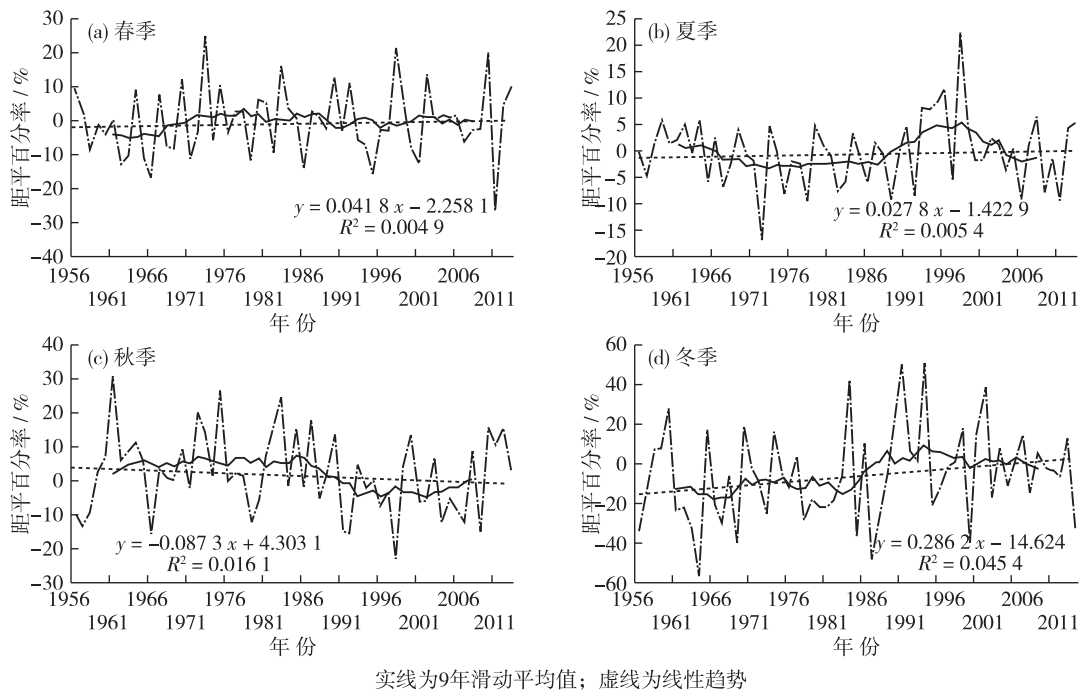 (a) 春季
30
20
10
0
−10
−20
−30
−40
距平百分率 / %
y = 0.041 8 x − 2.258 1
R² = 0.004 9
1956 1966 1976 1986 1996 2006
1961 1971 1981 1991 2001 2011
年 份
(b) 夏季
25
20
15
10
5
0
−5
−10
−15
−20
距平百分率 / %
y = 0.027 8 x − 1.422 9
R² = 0.005 4
1956 1966 1976 1986 1996 2006
1961 1971 1981 1991 2001 2011
年 份
(c) 秋季
40
30
20
10
0
−10
−20
−30
距平百分率 / %
y = −0.087 3 x + 4.303 1
R² = 0.016 1
1956 1966 1976 1986 1996 2006
1961 1971 1981 1991 2001 2011
年 份
(d) 冬季
60
40
20
0
−20
−40
−60
距平百分率 / %
y = 0.286 2 x − 14.624
R² = 0.045 4
1956 1966 1976 1986 1996 2006
1961 1971 1981 1991 2001 2011
年 份
实线为9年滑动平均值；虚线为线性趋势